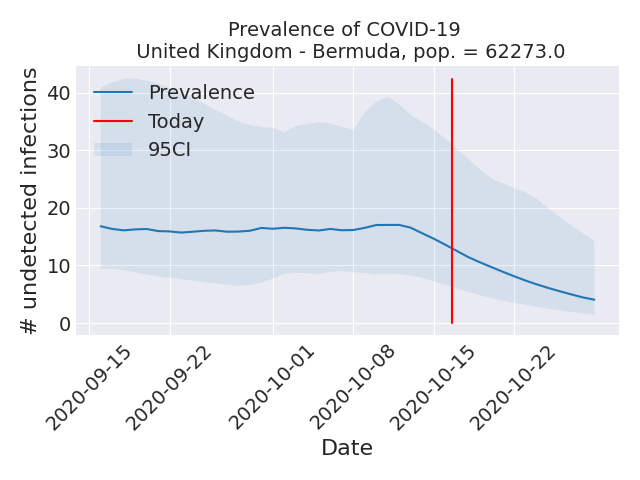 Prevalence of COVID-19
United Kingdom - Bermuda, pop. = 62273.0
# undetected infections
40
30
20
10
0
Prevalence
Today
95CI
2020-09-15
2020-09-22
2020-10-01
2020-10-08
2020-10-15
2020-10-22
Date